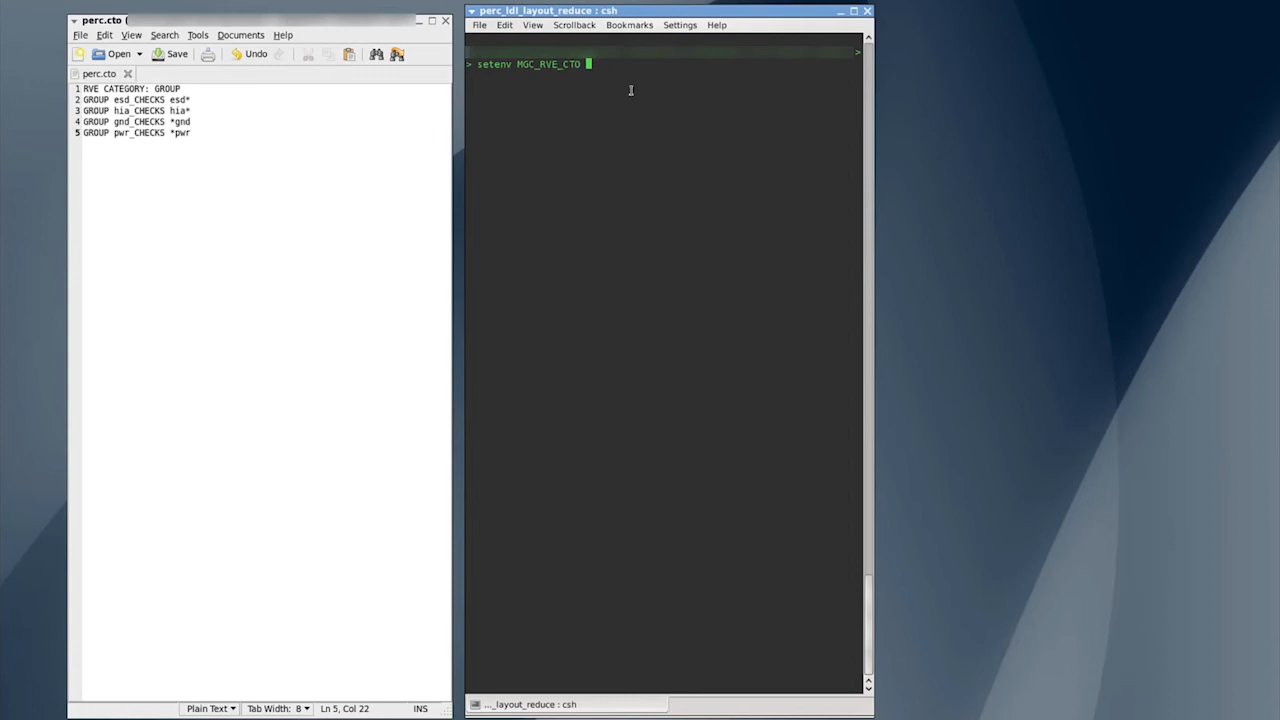 perc.cto (
File Edit View Search Tools Documents Help
Open Save Undo
perc.cto
1 RVE CATEGORY: GROUP
2 GROUP esd_CHECKS esd*
3 GROUP hia_CHECKS hia*
4 GROUP gnd_CHECKS *gnd
5 GROUP pwr_CHECKS *pwr
Plain Text Tab Width: 8 Ln 5, Col 22 INS
perc_ldl_layout_reduce : csh
File Edit View Scrollback Bookmarks Settings Help
>
> setenv MGC_RVE_CTO
..._layout_reduce : csh